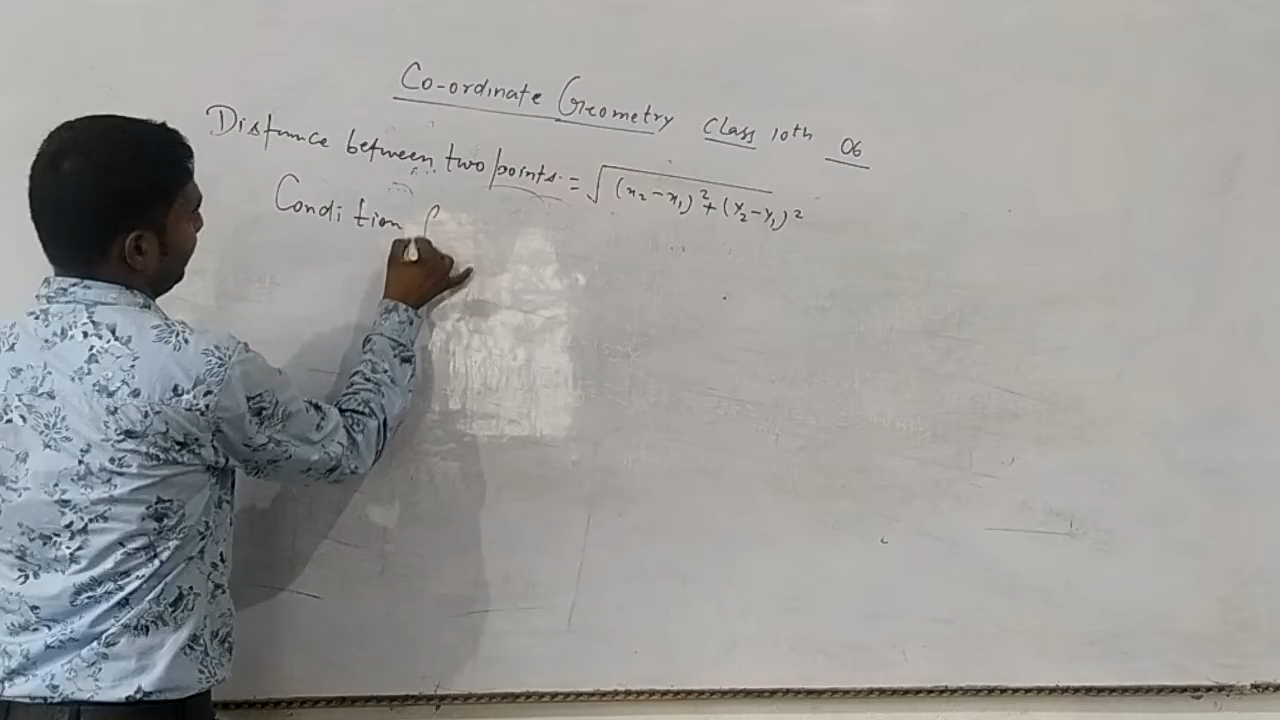 Co-ordinate Geometry Class 10th 06
Distance between two points = √(x₂-x₁)²+(y₂-y₁)²
Condition f